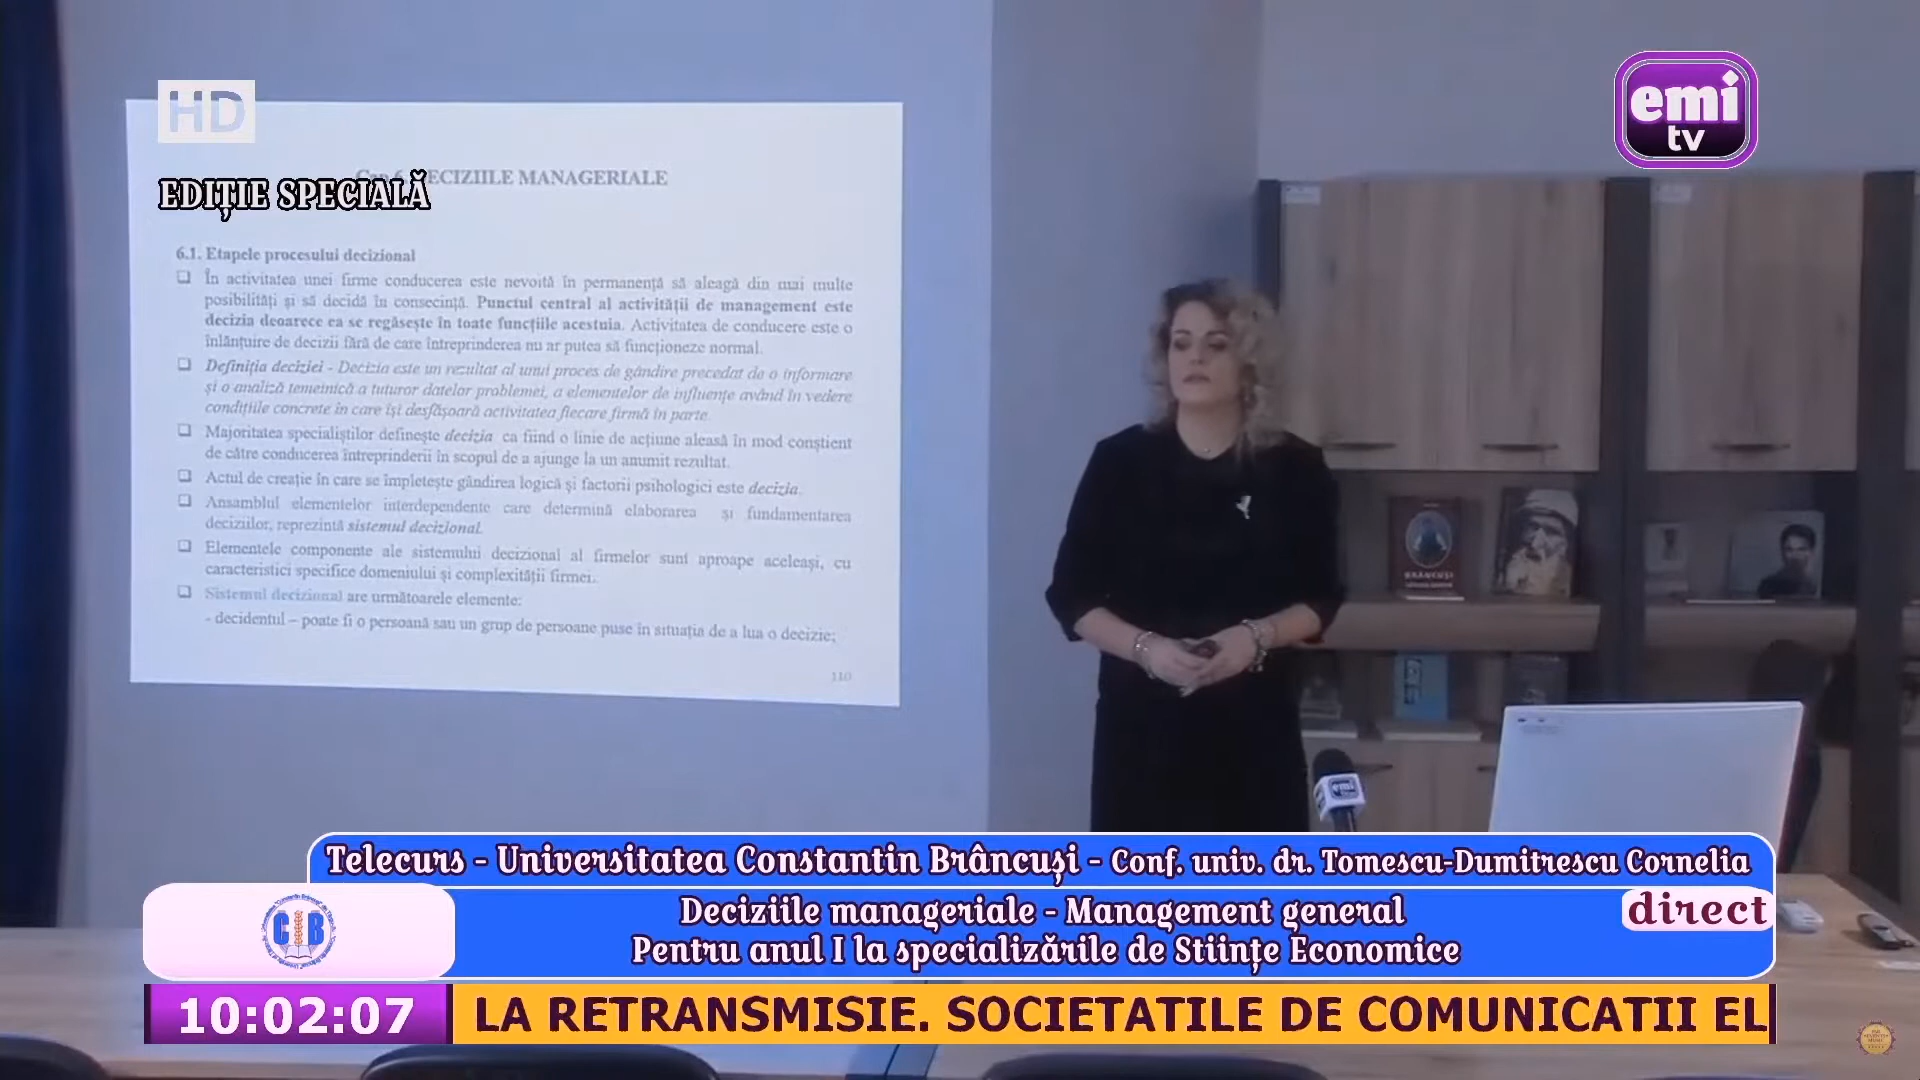 HD
emi
tv
EDIȚIE SPECIALĂ
DECIZIILE MANAGERIALE
6.1. Etapele procesului decizional
❑ În activitatea unei firme conducerea este nevoită în permanență să aleagă din mai multe
posibilități și să decidă în consecință. Punctul central al activității de management este
decizia deoarece ea se regăsește în toate funcțiile acestuia. Activitatea de conducere este o
înlănțuire de decizii fără de care întreprinderea nu ar putea să funcționeze normal.
❑ Definiția deciziei - Decizia este un rezultat al unui proces de gândire precedat de o informare
și o analiză temeinică a tuturor datelor problemei, a elementelor de influențe având în vedere
condițiile concrete în care își desfășoară activitatea fiecare firmă în parte.
❑ Majoritatea specialiștilor definește decizia ca fiind o linie de acțiune aleasă în mod conștient
de către conducerea întreprinderii în scopul de a ajunge la un anumit rezultat.
❑ Actul de creație în care se împletește gândirea logică și factorii psihologici este decizia.
❑ Ansamblul elementelor interdependente care determină elaborarea și fundamentarea
deciziilor, reprezintă sistemul decizional.
❑ Elementele componente ale sistemului decizional al firmelor sunt aproape aceleași, cu
caracteristici specifice domeniului și complexității firmei.
❑ Sistemul decizional are următoarele elemente:
- decidentul – poate fi o persoană sau un grup de persoane puse în situația de a lua o decizie;
110
BRÂNCUȘI
emi
Telecurs - Universitatea Constantin Brâncuși - Conf. univ. dr. Tomescu-Dumitrescu Cornelia
Deciziile manageriale - Management general
direct
Pentru anul I la specializările de Stiințe Economice
CIB
10:02:07
LA RETRANSMISIE. SOCIETATILE DE COMUNICATII EL